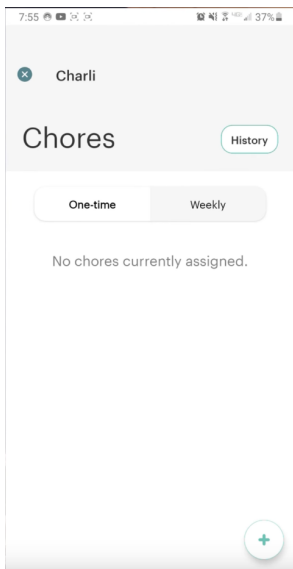 7:55 37%
Charli
Chores
History
One-time Weekly
No chores currently assigned.